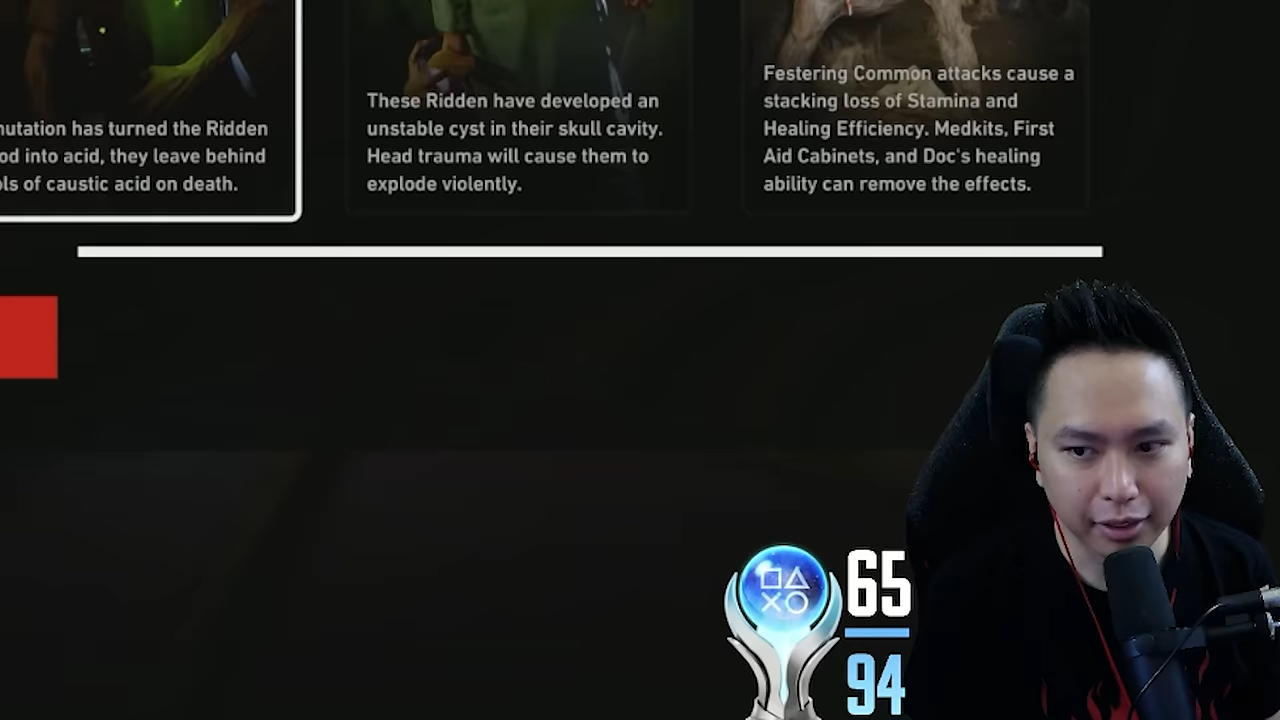 mutation has turned the Ridden
od into acid, they leave behind
ls of caustic acid on death.
These Ridden have developed an
unstable cyst in their skull cavity.
Head trauma will cause them to
explode violently.
Festering Common attacks cause a
stacking loss of Stamina and
Healing Efficiency. Medkits, First
Aid Cabinets, and Doc's healing
ability can remove the effects.
65
94